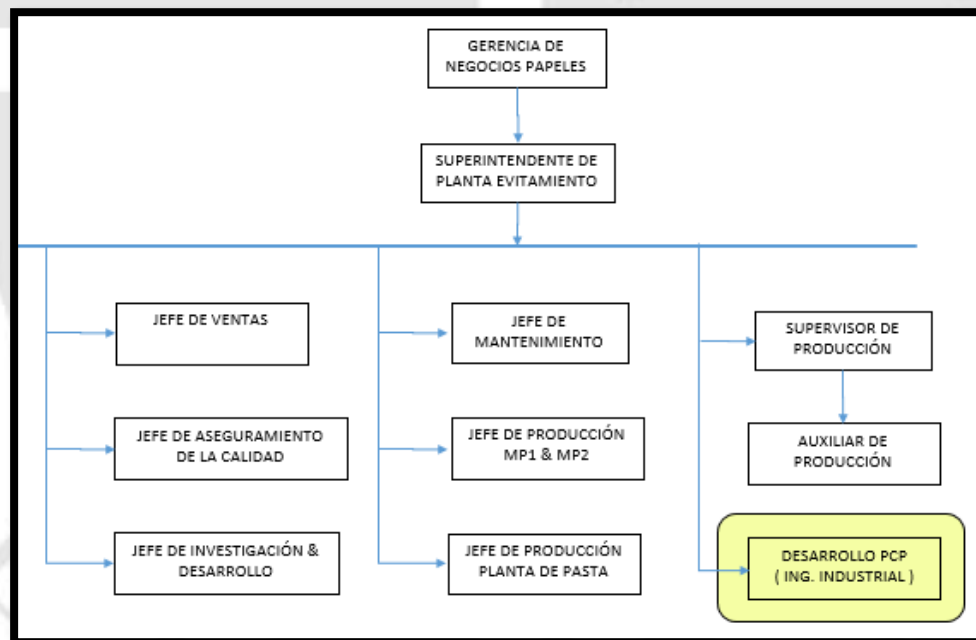 GERENCIA DE
NEGOCIOS PAPELES
SUPERINTENDENTE DE
PLANTA EVITAMIENTO
JEFE DE VENTAS
JEFE DE ASEGURAMIENTO
DE LA CALIDAD
JEFE DE INVESTIGACIÓN &
DESARROLLO
JEFE DE
MANTENIMIENTO
JEFE DE PRODUCCIÓN
MP1 & MP2
JEFE DE PRODUCCIÓN
PLANTA DE PASTA
SUPERVISOR DE
PRODUCCIÓN
AUXILIAR DE
PRODUCCIÓN
DESARROLLO PCP
( ING. INDUSTRIAL )